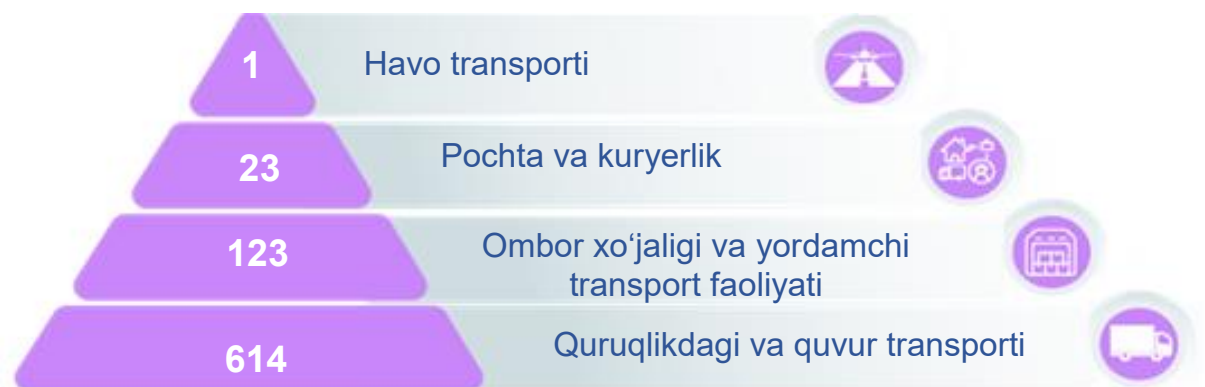 1
Havo transporti
23
Pochta va kuryerlik
123
Ombor xo‘jaligi va yordamchi
transport faoliyati
614
Quruqlikdagi va quvur transporti